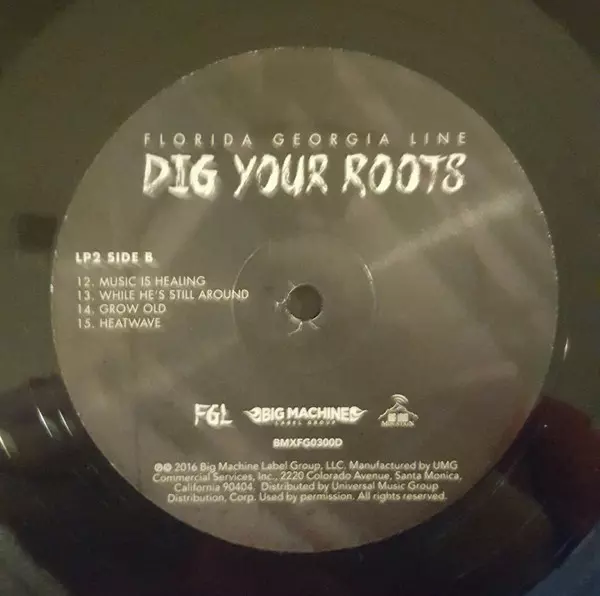 FLORIDA GEORGIA LINE
DIG YOUR ROOTS
LP2 SIDE B
12. MUSIC IS HEALING
13. WHILE HE'S STILL AROUND
14. GROW OLD
15. HEATWAVE
FGL BIG MACHINE
LABEL GROUP
BMXFG0300D
℗© 2016 Big Machine Label Group, LLC. Manufactured by UMG
Commercial Services, Inc., 2220 Colorado Avenue, Santa Monica,
California 90404. Distributed by Universal Music Group
Distribution, Corp. Used by permission. All rights reserved.